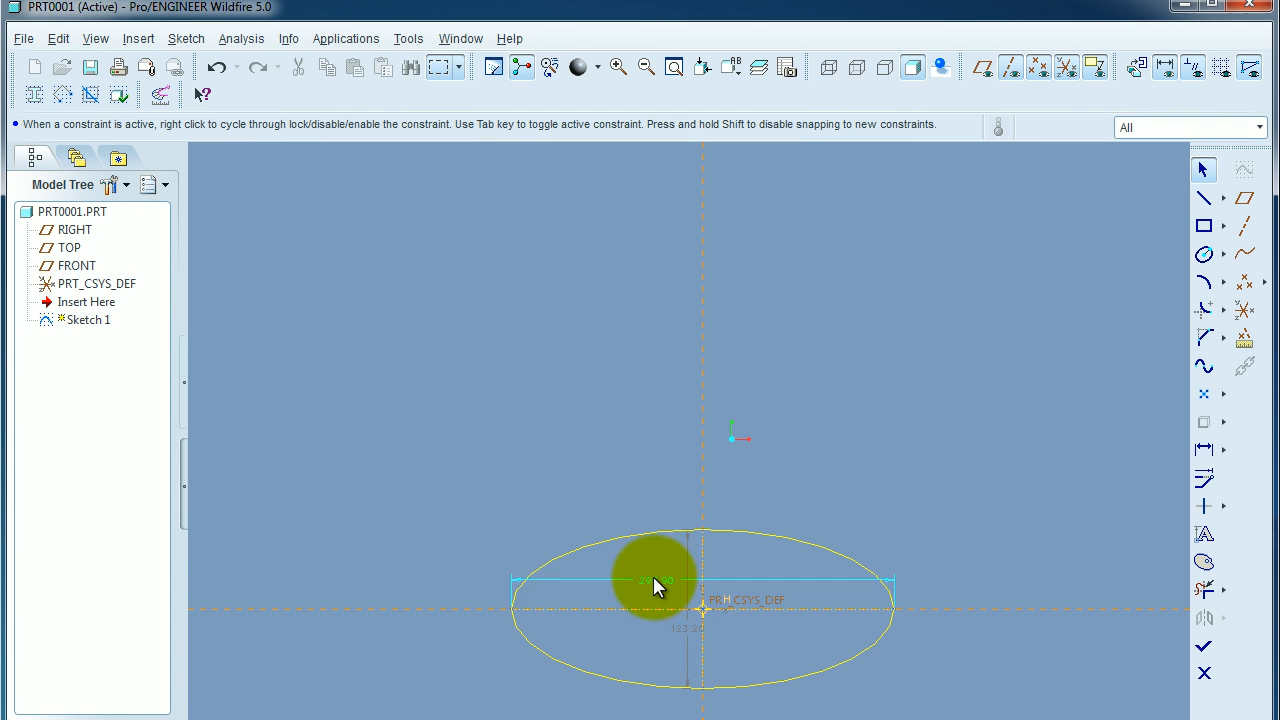 PRT0001 (Active) - Pro/ENGINEER Wildfire 5.0
File Edit View Insert Sketch Analysis Info Applications Tools Window Help
When a constraint is active, right click to cycle through lock/disable/enable the constraint. Use Tab key to toggle active constraint. Press and hold Shift to disable snapping to new constraints.
All
Model Tree
PRT0001.PRT
RIGHT
TOP
FRONT
PRT_CSYS_DEF
Insert Here
Sketch 1
H